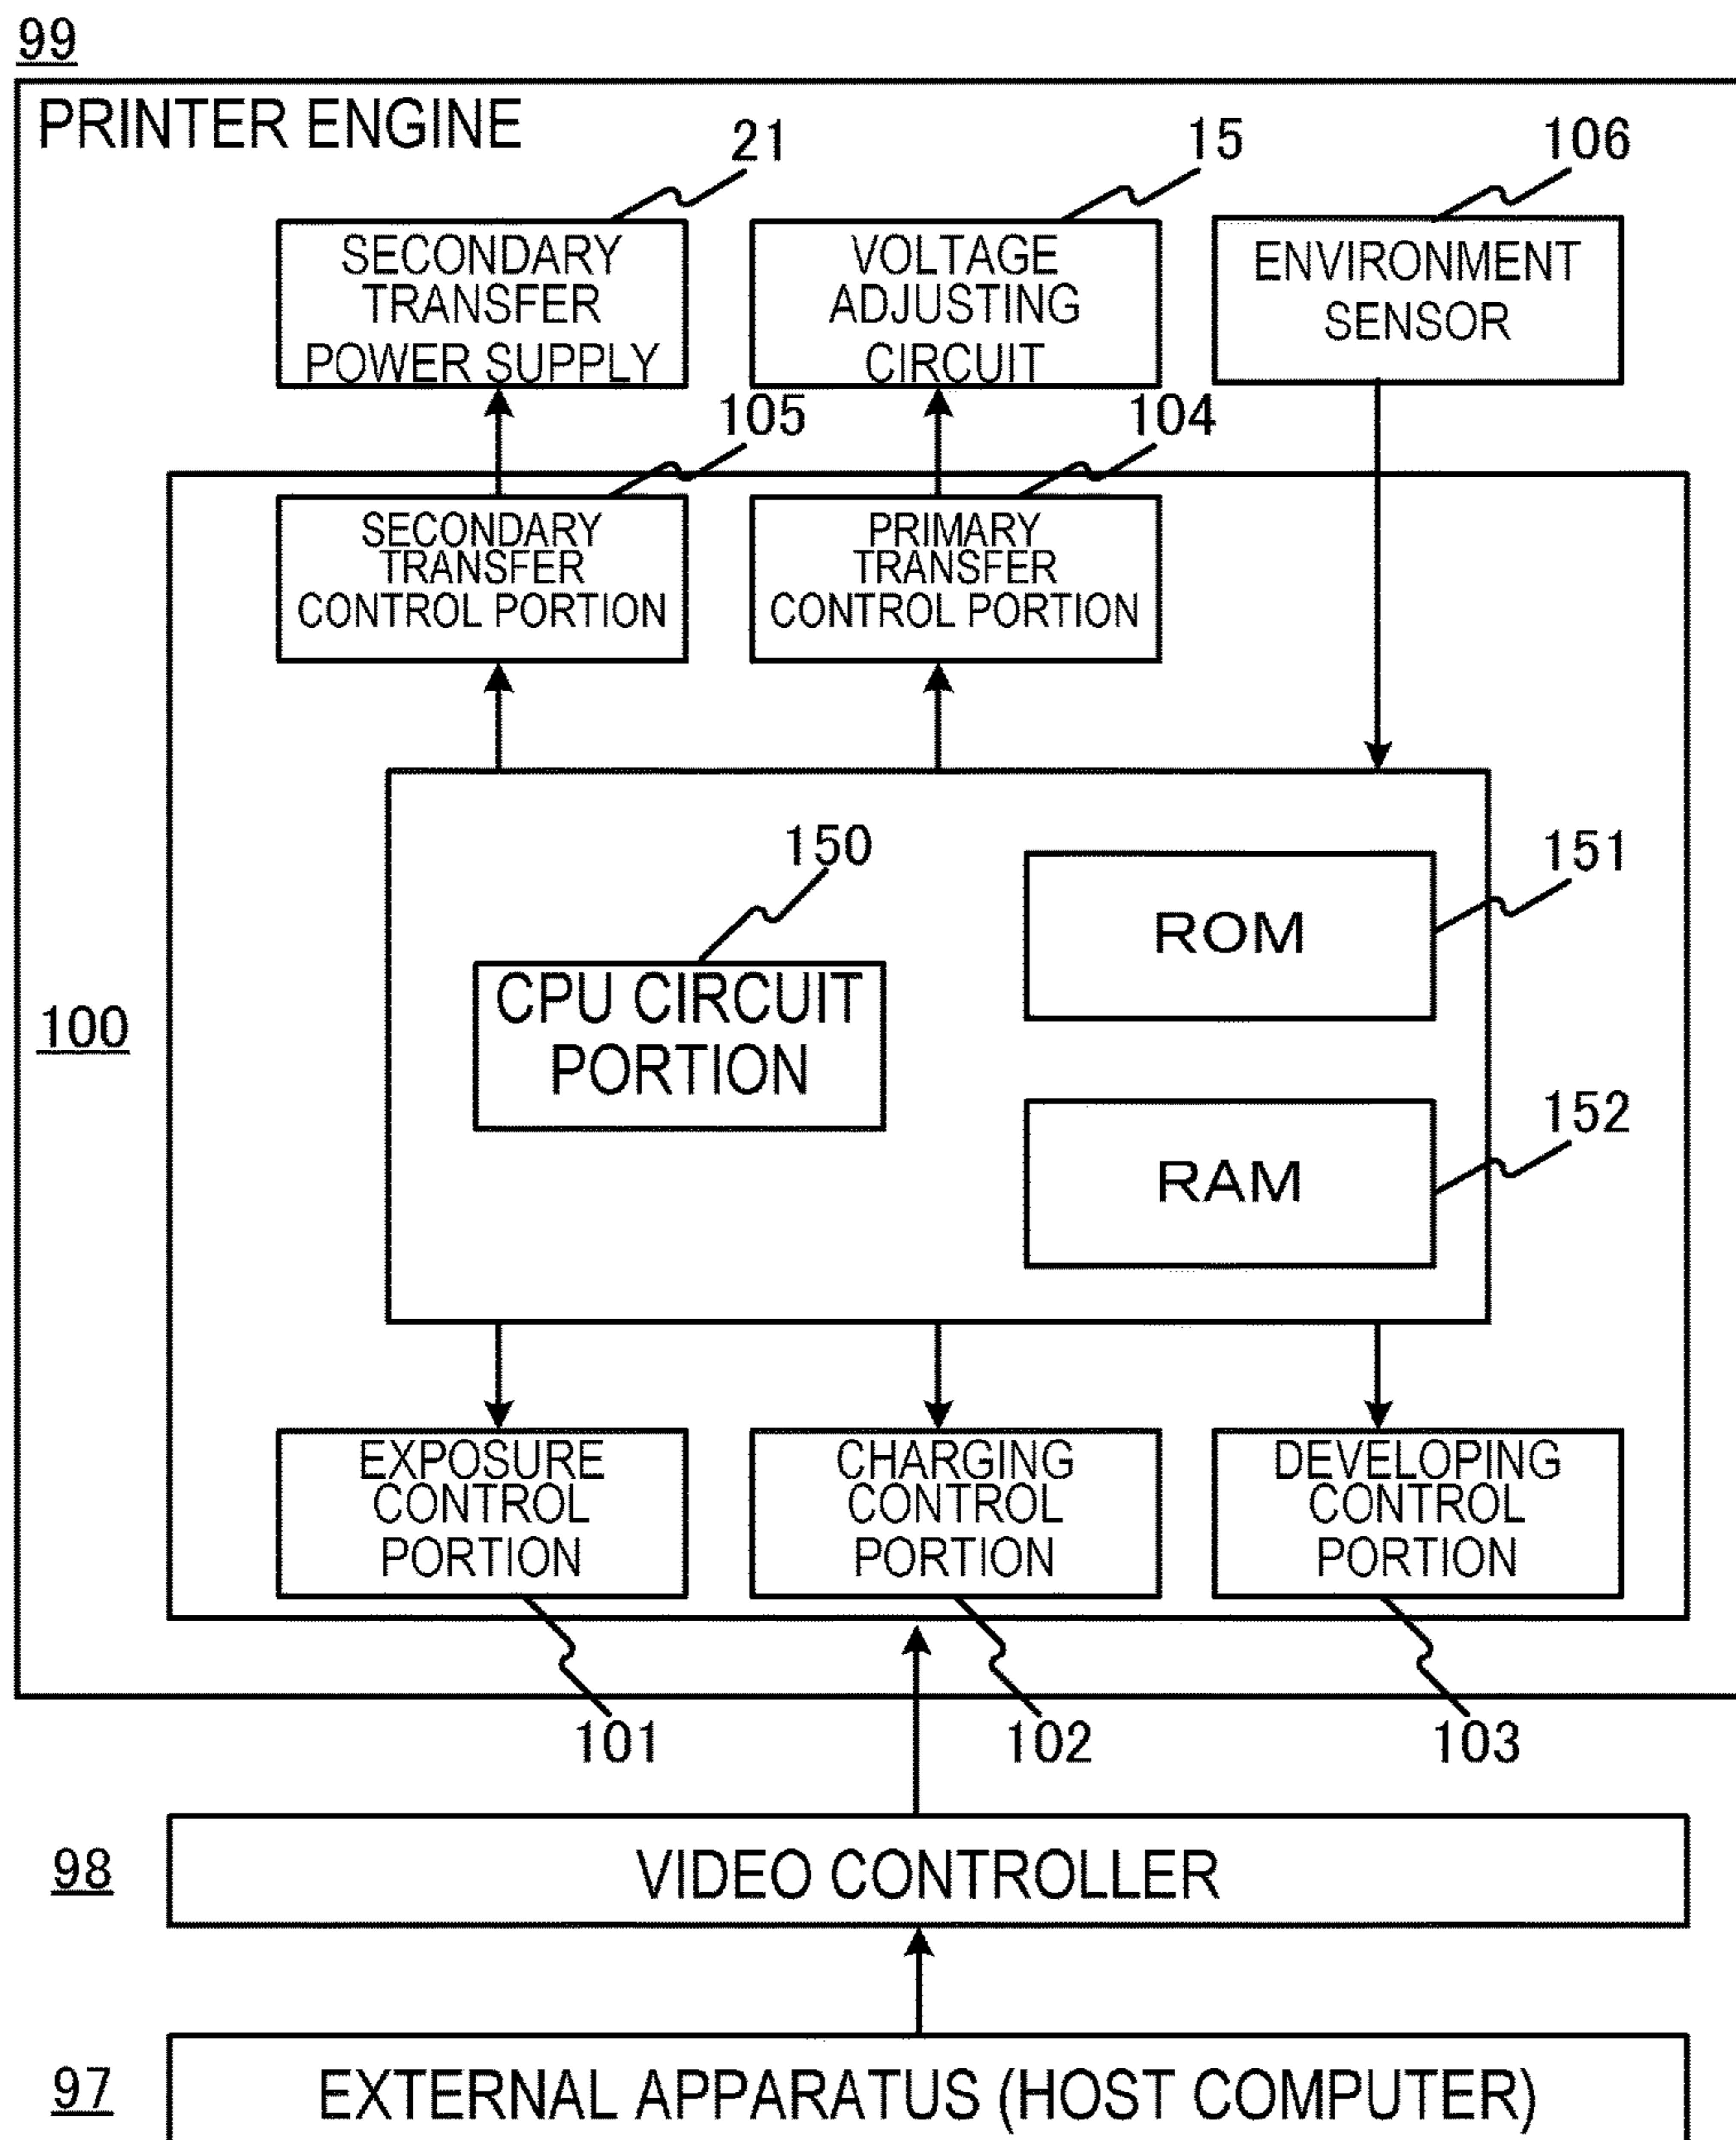 99
PRINTER ENGINE
21
15
106
SECONDARY
TRANSFER
POWER SUPPLY
VOLTAGE
ADJUSTING
CIRCUIT
ENVIRONMENT
SENSOR
105
104
SECONDARY
TRANSFER
CONTROL PORTION
PRIMARY
TRANSFER
CONTROL PORTION
150
151
ROM
CPU CIRCUIT
PORTION
100
152
RAM
EXPOSURE
CONTROL
PORTION
CHARGING
CONTROL
PORTION
DEVELOPING
CONTROL
PORTION
101
102
103
98
VIDEO CONTROLLER
97
EXTERNAL APPARATUS (HOST COMPUTER)